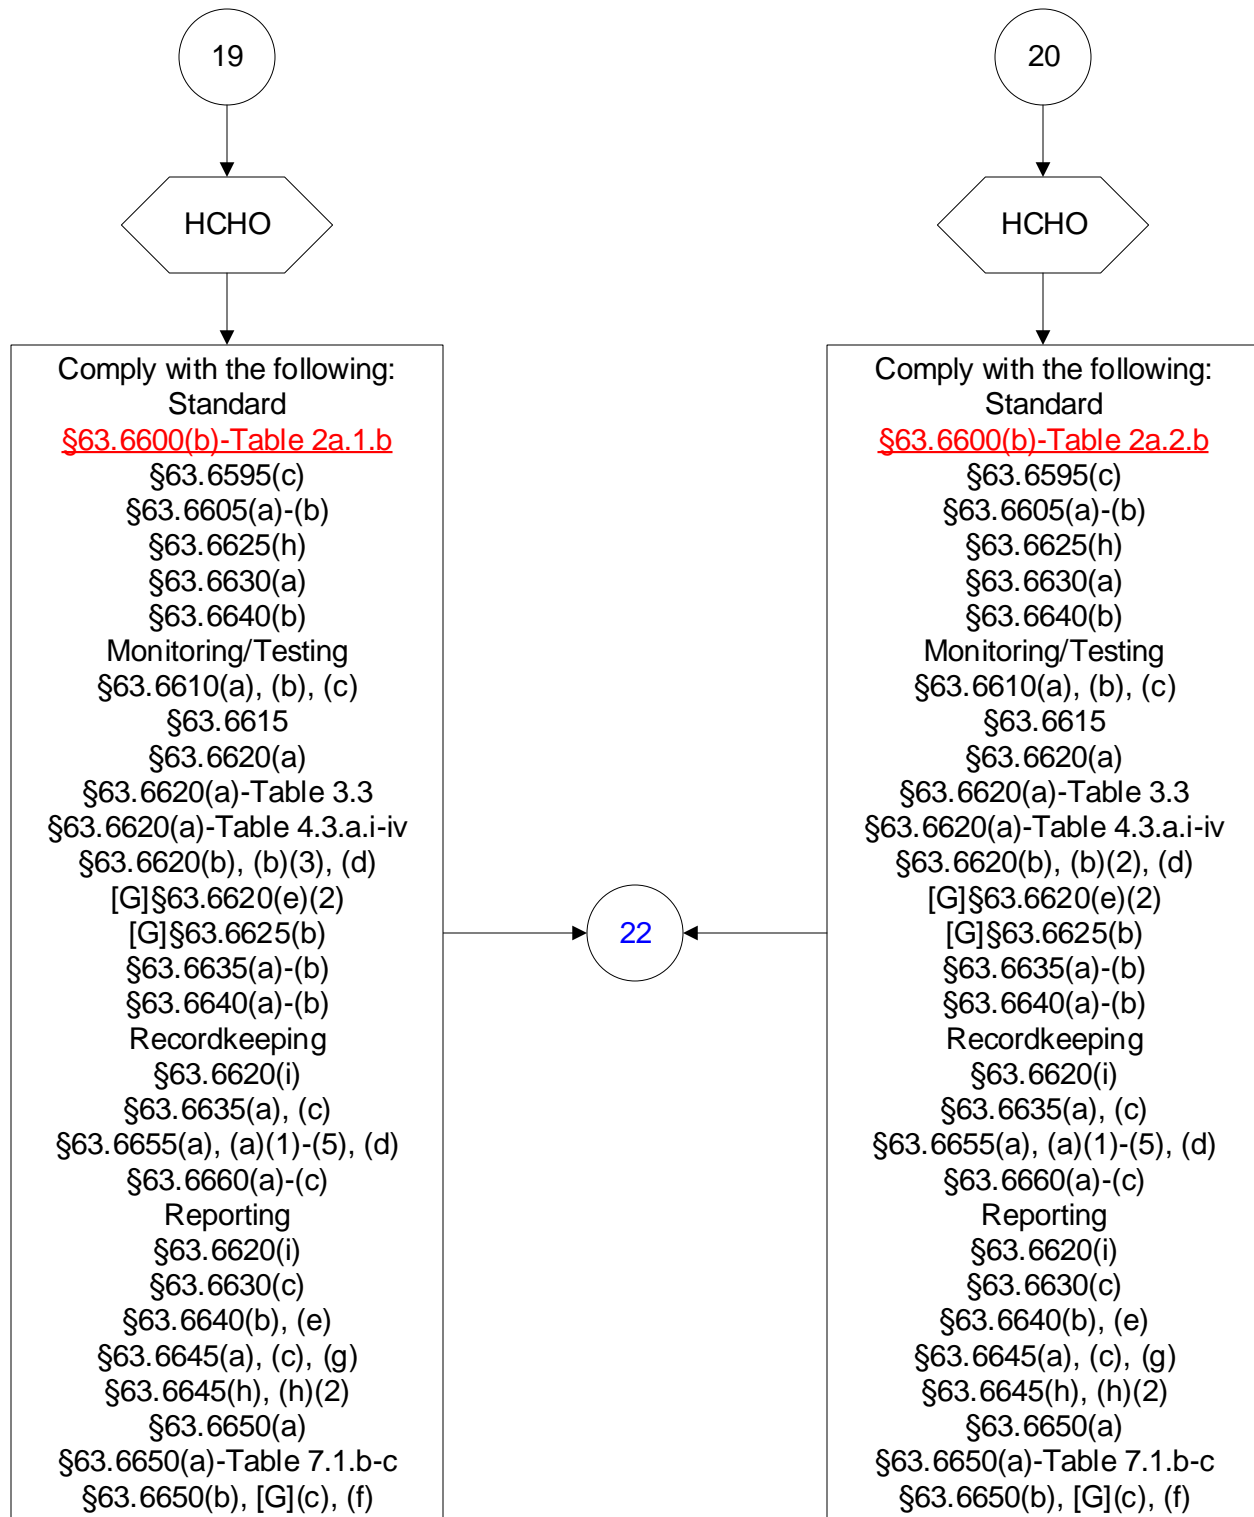 19
HCHO
Comply with the following:
Standard
§63.6600(b)-Table 2a.1.b
§63.6595(c)
§63.6605(a)-(b)
§63.6625(h)
§63.6630(a)
§63.6640(b)
Monitoring/Testing
§63.6610(a), (b), (c)
§63.6615
§63.6620(a)
§63.6620(a)-Table 3.3
§63.6620(a)-Table 4.3.a.i-iv
§63.6620(b), (b)(3), (d)
[G]§63.6620(e)(2)
[G]§63.6625(b)
§63.6635(a)-(b)
§63.6640(a)-(b)
Recordkeeping
§63.6620(i)
§63.6635(a), (c)
§63.6655(a), (a)(1)-(5), (d)
§63.6660(a)-(c)
Reporting
§63.6620(i)
§63.6630(c)
§63.6640(b), (e)
§63.6645(a), (c), (g)
§63.6645(h), (h)(2)
§63.6650(a)
§63.6650(a)-Table 7.1.b-c
§63.6650(b), [G](c), (f)
22
20
HCHO
Comply with the following:
Standard
§63.6600(b)-Table 2a.2.b
§63.6595(c)
§63.6605(a)-(b)
§63.6625(h)
§63.6630(a)
§63.6640(b)
Monitoring/Testing
§63.6610(a), (b), (c)
§63.6615
§63.6620(a)
§63.6620(a)-Table 3.3
§63.6620(a)-Table 4.3.a.i-iv
§63.6620(b), (b)(2), (d)
[G]§63.6620(e)(2)
[G]§63.6625(b)
§63.6635(a)-(b)
§63.6640(a)-(b)
Recordkeeping
§63.6620(i)
§63.6635(a), (c)
§63.6655(a), (a)(1)-(5), (d)
§63.6660(a)-(c)
Reporting
§63.6620(i)
§63.6630(c)
§63.6640(b), (e)
§63.6645(a), (c), (g)
§63.6645(h), (h)(2)
§63.6650(a)
§63.6650(a)-Table 7.1.b-c
§63.6650(b), [G](c), (f)